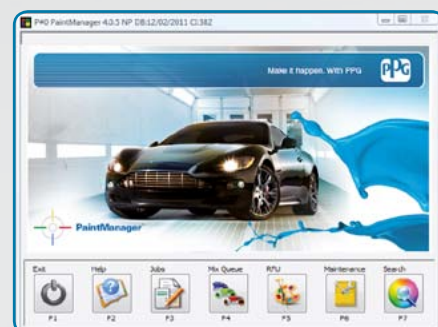 PaintManager 4.0.5 NP DB:12/02/2011 CI:382
Make it happen. With PPG
PPG
PaintManager
Exit
Help
Jobs
Mix Queue
RFU
Maintenance
Search
F1
F2
F3
F4
F5
F6
F7